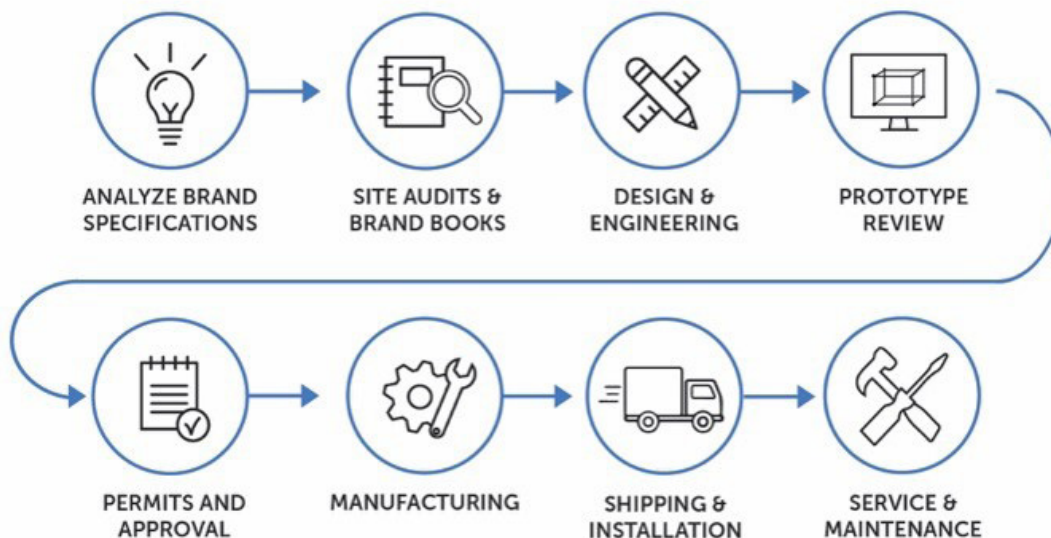 ANALYZE BRAND
SPECIFICATIONS
SITE AUDITS &
BRAND BOOKS
DESIGN &
ENGINEERING
PROTOTYPE
REVIEW
PERMITS AND
APPROVAL
MANUFACTURING
SHIPPING &
INSTALLATION
SERVICE &
MAINTENANCE